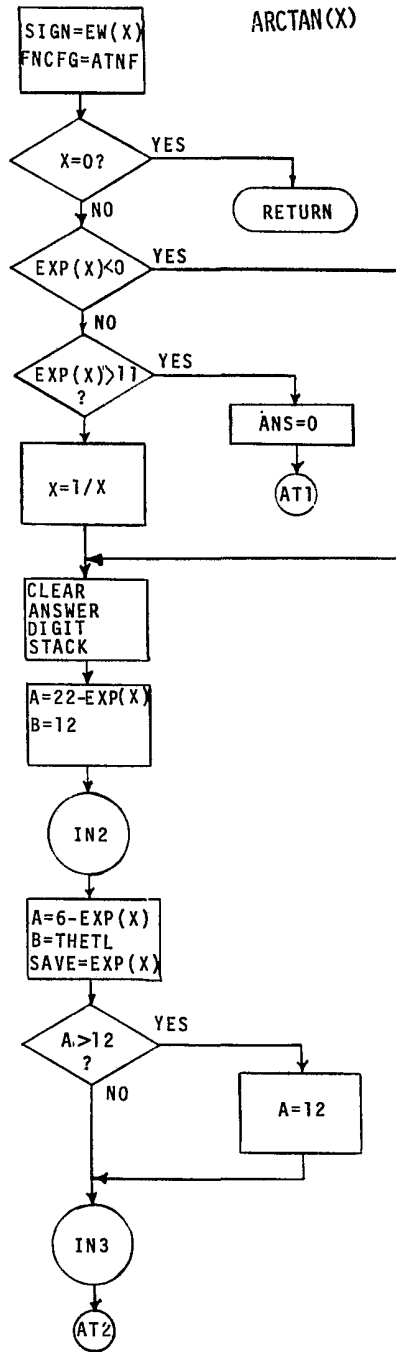 ARCTAN(X)
SIGN=EW(X)
FNCFG=ATNF
X=0?
YES
RETURN
NO
EXP(X)<0
YES
NO
EXP(X)>11
?
YES
ANS=0
AT1
X=1/X
CLEAR
ANSWER
DIGIT
STACK
A=22-EXP(X)
B=12
IN2
A=6-EXP(X)
B=THETL
SAVE=EXP(X)
A>12
?
YES
A=12
NO
IN3
AT2